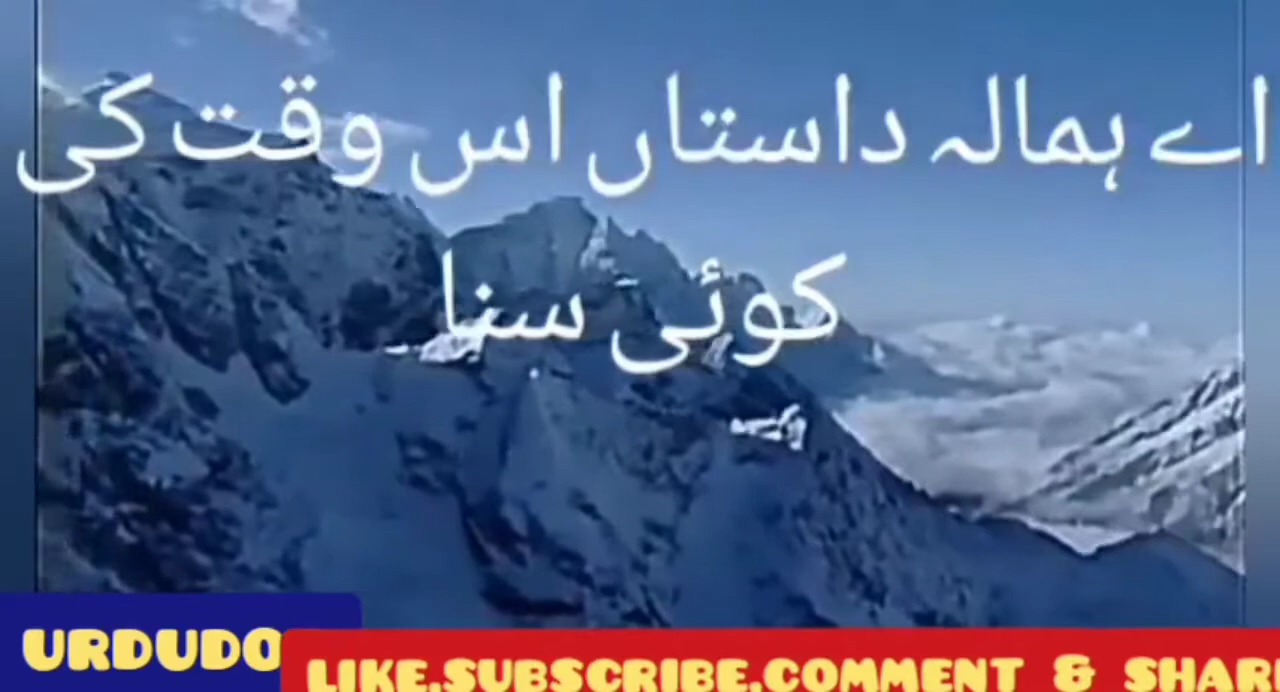 اے ہمالہ داستاں اس وقت کی
کوئی سنا
URDUDO
LIKE.SUBSCRIBE.COMMENT & SHAR